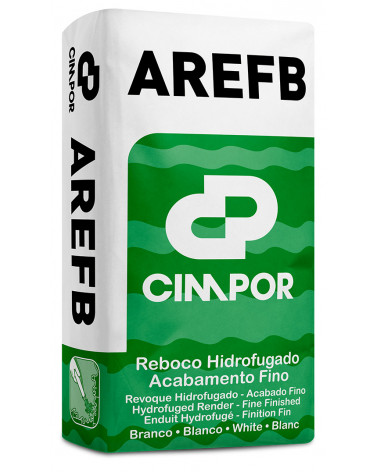 AREFB
CIMPOR
Reboco Hidrofugado
Acabamento Fino
Revoque Hidrofugado - Acabado Fino
Hydrofuged Render - Fine Finished
Enduit Hydrofugé - Finition Fin
Branco • Blanco • White • Blanc
CIMPOR
AREFB